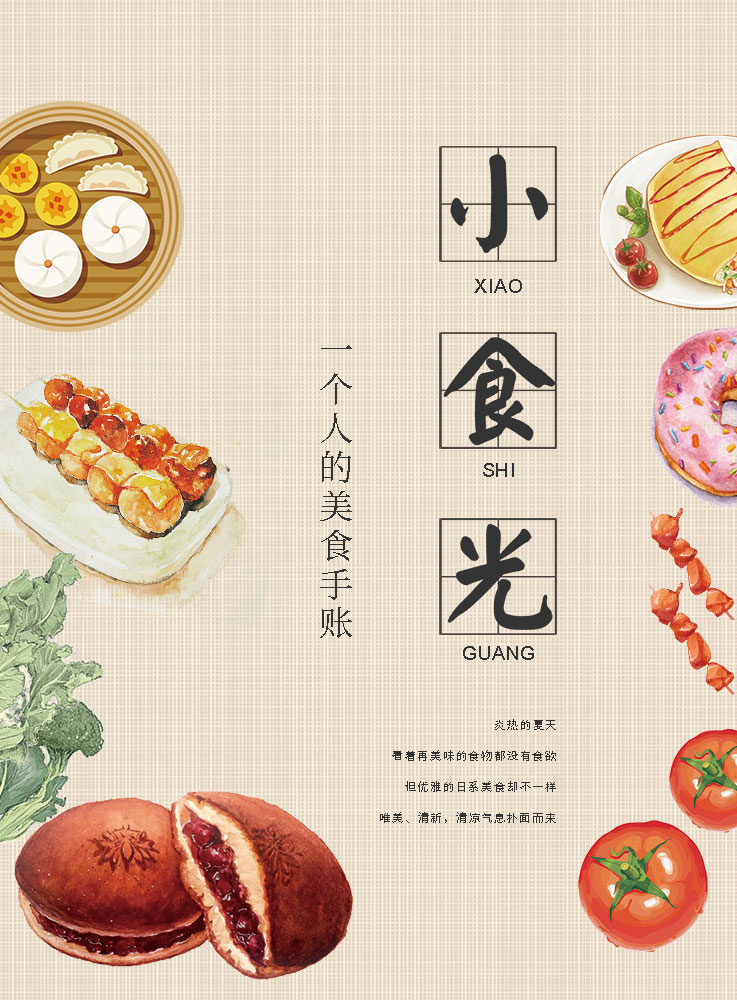 小
XIAO
食
SHI
光
GUANG
一个人的美食手账
炎热的夏天
看着再美味的食物都没有食欲
但优雅的日系美食却不一样
唯美、清新，清凉气息扑面而来